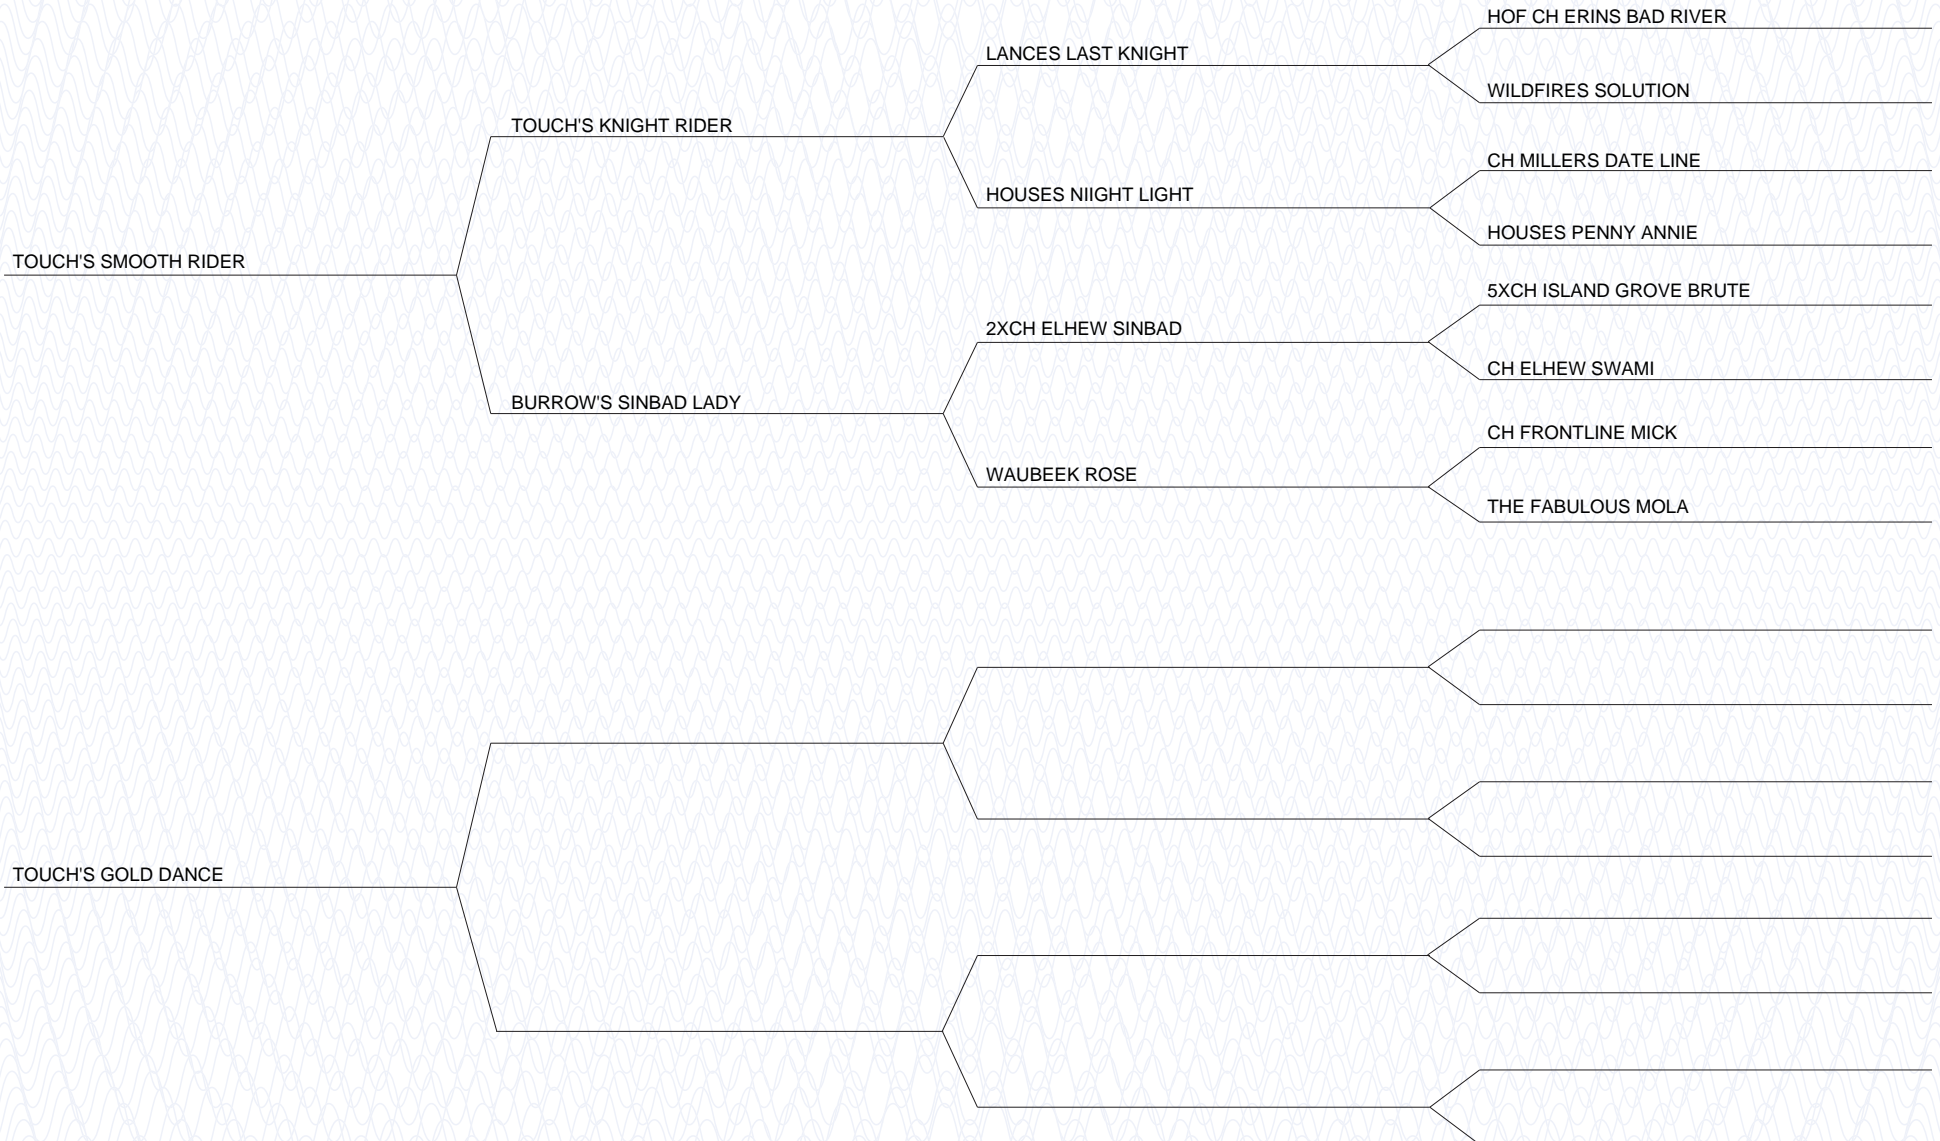 HOF CH ERINS BAD RIVER
LANCES LAST KNIGHT
WILDFIRES SOLUTION
TOUCH'S KNIGHT RIDER
CH MILLERS DATE LINE
HOUSES NIIGHT LIGHT
HOUSES PENNY ANNIE
TOUCH'S SMOOTH RIDER
5XCH ISLAND GROVE BRUTE
2XCH ELHEW SINBAD
CH ELHEW SWAMI
BURROW'S SINBAD LADY
CH FRONTLINE MICK
WAUBEEK ROSE
THE FABULOUS MOLA
TOUCH'S GOLD DANCE